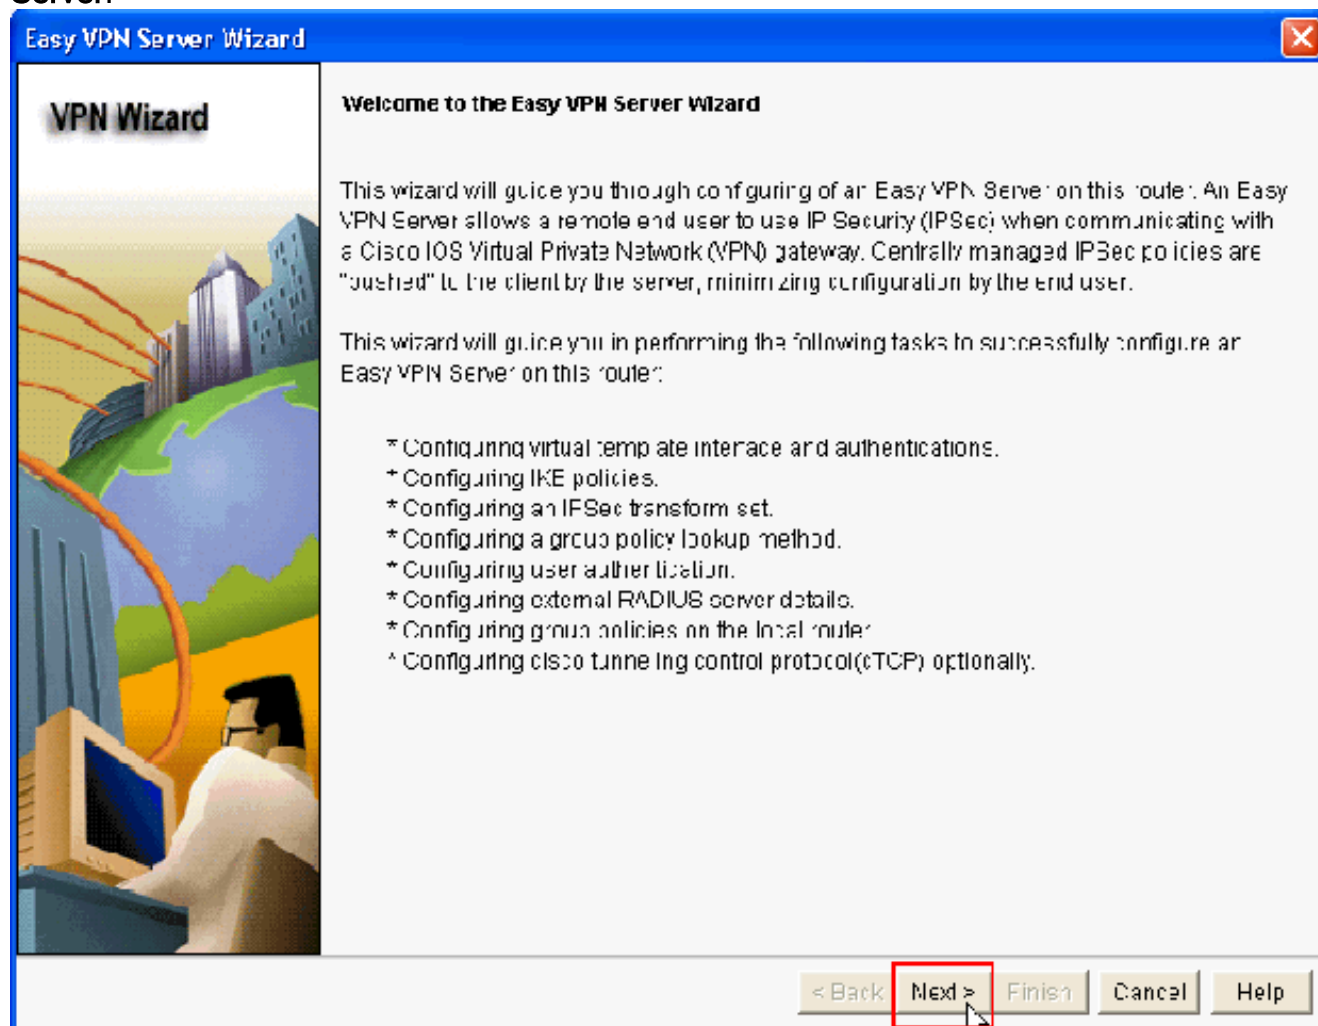 Server.
Easy VPN Server Wizard
VPN Wizard
Welcome to the Easy VPN Server Wizard
This wizard will guide you through configuring of an Easy VPN Server on this router. An Easy
VPN Server allows a remote end user to use IP Security (IPSec) when communicating with
a Cisco IOS Virtual Private Network (VPN) gateway. Centrally managed IPSec policies are
"pushed" to the client by the server, minimizing configuration by the end user.
This wizard will guide you in performing the following tasks to successfully configure an
Easy VPN Server on this router:
* Configuring virtual template interface and authentications.
* Configuring IKE policies.
* Configuring an IPSec transform set.
* Configuring a group policy lookup method.
* Configuring user authentication.
* Configuring external RADIUS server details.
* Configuring group policies on the local router
* Configuring cisco tunneling control protocol(cTCP) optionally.
< Back Next > Finish Cancel Help